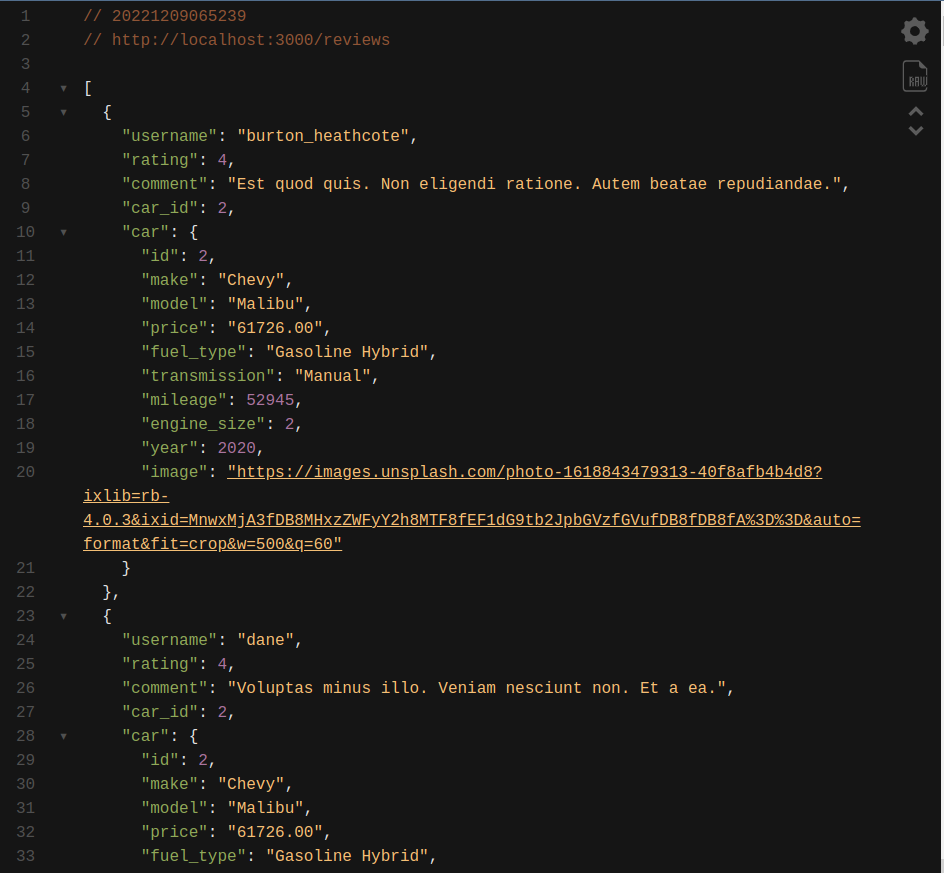 1 // 20221209065239
2 // http://localhost:3000/reviews
3
4 ▼ [
5 ▼ {
6 "username": "burton_heathcote",
7 "rating": 4,
8 "comment": "Est quod quis. Non eligendi ratione. Autem beatae repudiandae.",
9 "car_id": 2,
10 ▼ "car": {
11 "id": 2,
12 "make": "Chevy",
13 "model": "Malibu",
14 "price": "61726.00",
15 "fuel_type": "Gasoline Hybrid",
16 "transmission": "Manual",
17 "mileage": 52945,
18 "engine_size": 2,
19 "year": 2020,
20 "image": "https://images.unsplash.com/photo-1618843479313-40f8afb4b4d8?
ixlib=rb-
4.0.3&ixid=MnwxMjA3fDB8MHxzZWFyY2h8MTF8fEF1dG9tb2JpbGVzfGVufDB8fDB8fA%3D%3D&auto=
format&fit=crop&w=500&q=60"
21 }
22 },
23 ▼ {
24 "username": "dane",
25 "rating": 4,
26 "comment": "Voluptas minus illo. Veniam nesciunt non. Et a ea.",
27 "car_id": 2,
28 ▼ "car": {
29 "id": 2,
30 "make": "Chevy",
31 "model": "Malibu",
32 "price": "61726.00",
33 "fuel_type": "Gasoline Hybrid",
RAW